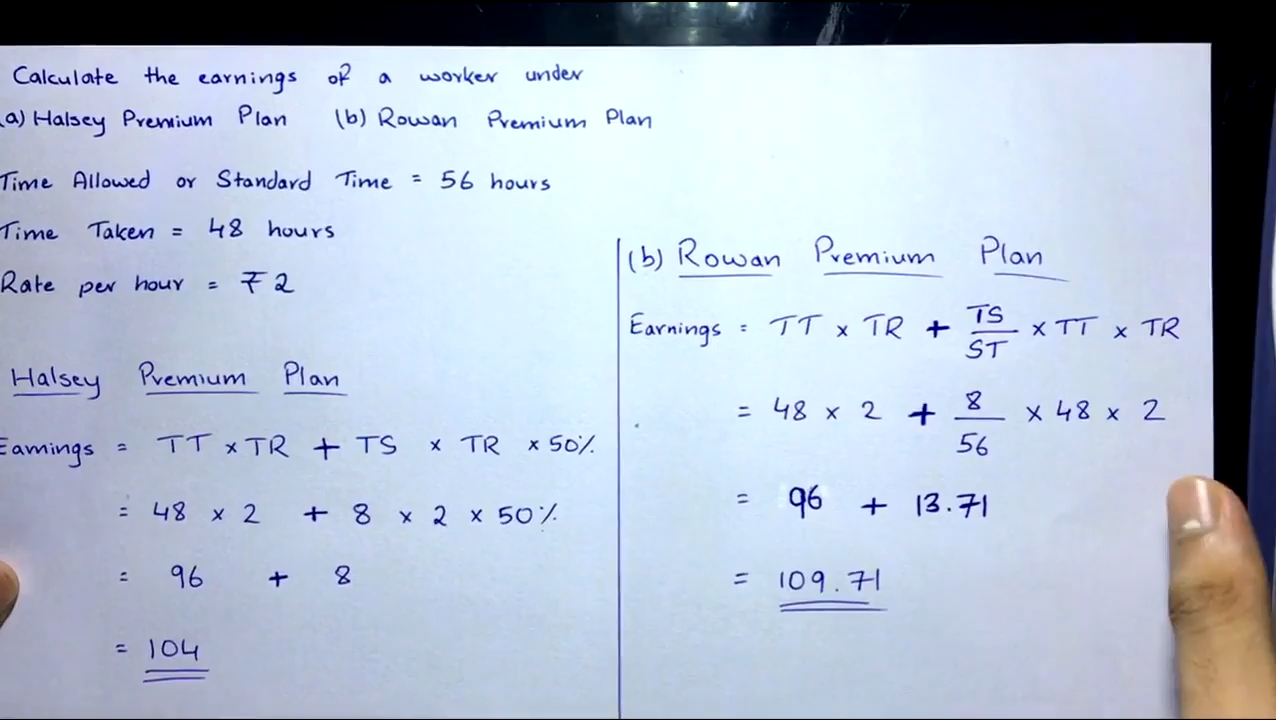 Calculate the earnings of a worker under
(a) Halsey Premium Plan (b) Rowan Premium Plan
Time Allowed or Standard Time = 56 hours
Time Taken = 48 hours
Rate per hour = ₹2
Halsey Premium Plan
Earnings = TT × TR + TS × TR × 50%
= 48 × 2 + 8 × 2 × 50%
= 96 + 8
= 104
(b) Rowan Premium Plan
Earnings = TT × TR + TS/ST × TT × TR
= 48 × 2 + 8/56 × 48 × 2
= 96 + 13.71
= 109.71